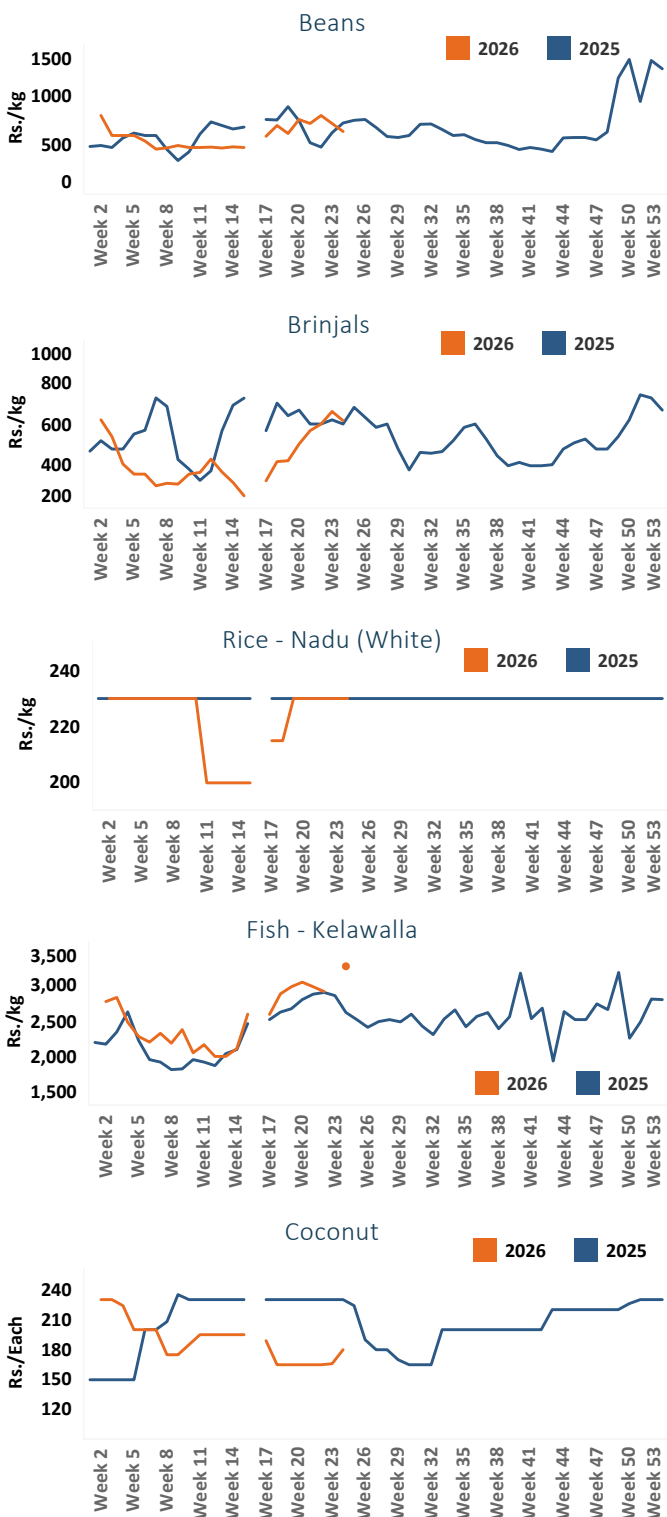 Beans
2026 2025
Rs./kg
1500
1000
500
0
Week 2 Week 5 Week 8 Week 11 Week 14 Week 17 Week 20 Week 23 Week 26 Week 29 Week 32 Week 35 Week 38 Week 41 Week 44 Week 47 Week 50 Week 53
Brinjals
2026 2025
Rs./kg
1000
800
600
400
200
Week 2 Week 5 Week 8 Week 11 Week 14 Week 17 Week 20 Week 23 Week 26 Week 29 Week 32 Week 35 Week 38 Week 41 Week 44 Week 47 Week 50 Week 53
Rice - Nadu (White)
2026 2025
Rs./kg
240
220
200
Week 2 Week 5 Week 8 Week 11 Week 14 Week 17 Week 20 Week 23 Week 26 Week 29 Week 32 Week 35 Week 38 Week 41 Week 44 Week 47 Week 50 Week 53
Fish - Kelawalla
Rs./kg
3,500
3,000
2,500
2,000
1,500
2026 2025
Week 2 Week 5 Week 8 Week 11 Week 14 Week 17 Week 20 Week 23 Week 26 Week 29 Week 32 Week 35 Week 38 Week 41 Week 44 Week 47 Week 50 Week 53
Coconut
2026 2025
Rs./Each
240
210
180
150
120
Week 2 Week 5 Week 8 Week 11 Week 14 Week 17 Week 20 Week 23 Week 26 Week 29 Week 32 Week 35 Week 38 Week 41 Week 44 Week 47 Week 50 Week 53